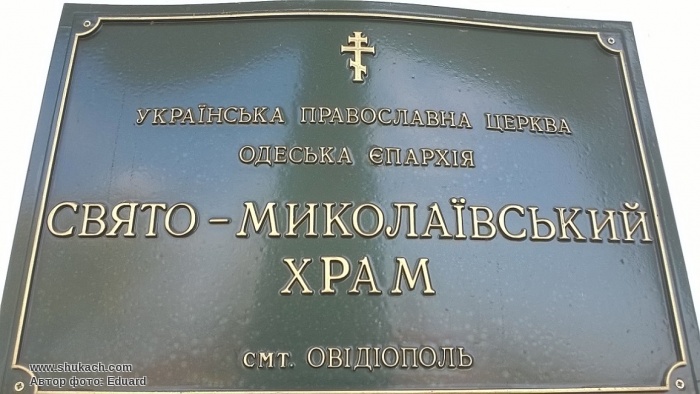 УКРАЇНСЬКА ПРАВОСЛАВНА ЦЕРКВА
ОДЕСЬКА ЄПАРХІЯ
СВЯТО – МИКОЛАЇВСЬКИЙ
ХРАМ
СМТ. ОВІДІОПОЛЬ
www.shukach.com
Автор фото: Eduard